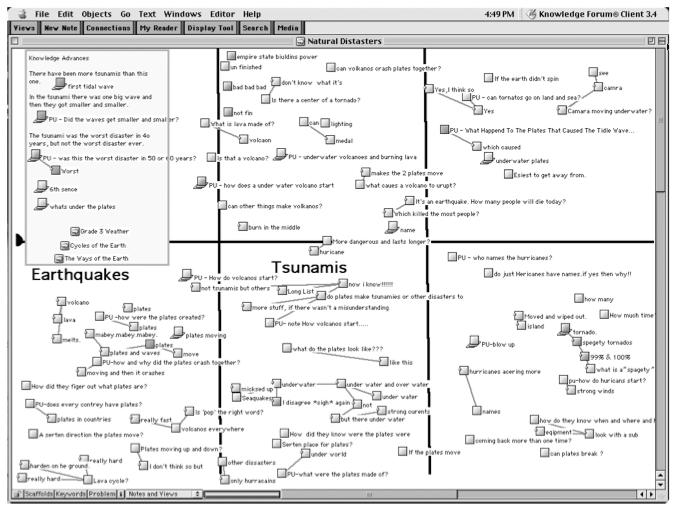 File Edit Objects Go Text Windows Editor Help 4:49 PM Knowledge Forum® Client 3.4
Views New Note Connections My Reader Display Tool Search Media
Natural Distasters
Knowledge Advances
There have been more tsunamis than this
one.
first tidal wave
In the tsunami there was one big wave and
then they got smaller and smaller.
PU - Did the waves get smaller and smaller?
The tsunami was the worst disaster in 4o
years, but not the worst disaster ever.
PU - was this the worst disaster in 50 or 60 years?
Worst
6th sence
whats under the plates
Grade 3 Weather
Cycles of the Earth
The Ways of the Earth
empire state biuldins power
un finished
can volcanos crash plates together?
bad bad bad
don't know what it's
Is there a center of a tornado?
not fin
What is lava made of?
can
lighting
volcaon
medal
Is that a volcano?
PU - underwater volcanoes and burning lava
makes the 2 plates move
PU - how does a under water volcano start
what caues a volcano to urupt?
can other things make volkanos?
It's an earthquake. How many people will die today?
Which killed the most people?
name
burn in the middle
More dangerous and lasts longer?
huricane
see
If the earth didn't spin
camra
Yes,I think so
PU - can tornatos go on land and sea?
Yes
Camara moving underwater?
PU - What Happend To The Plates That Caused The Tidle Wave...
which caused
underwater plates
Esiest to get away from.
Earthquakes
Tsunamis
PU - How do volcanos start?
not tsunamis but others
now i know!!!!!!
Long List
do plates make tsunamies or other disasters to
more stuff, if there wasn't a misunderstanding
PU- note How volcanos start.....
volcano
plates
PU -how were the plates created?
lava
plates
mabey.mabey.mabey.
plates moving
melts.
plates
plates and waves
move
PU-how and why did the plates crash together?
moving and then it crashes
what do the plates look like???
like this
How did they figer out what plates are?
PU-does every contrey have plates?
plates in countries
A serten direction the plates move?
Is 'pop' the right word?
really fast
volcanos everywhere
micksed up
underwater
under water and over water
Seaquakes
under water
I disagree *sigh* again
not
strong curents
but there under water
How did they know were the plates were
Serten place for plates?
under world
If the plates move
Plates moving up and down?
really hard
harden on he ground.
I don't think so but
other dissasters
really hard
Lava cycle?
only hurracains
PU-what were the plates made of?
PU - who names the hurricanes?
do just Hericanes have names.if yes then why!!
how many
Moved and wiped out.
How much time
island
tornado.
PU-blow up
spegety tornados
99% & 100%
hurricanes acering more
what is a"spagety "
pu-how do huricans start?
strong winds
names
how do they know when and where and h
eqipment
look with a sub
coming back more than one time?
can plates break ?
Scaffolds Keywords Problem Notes and Views